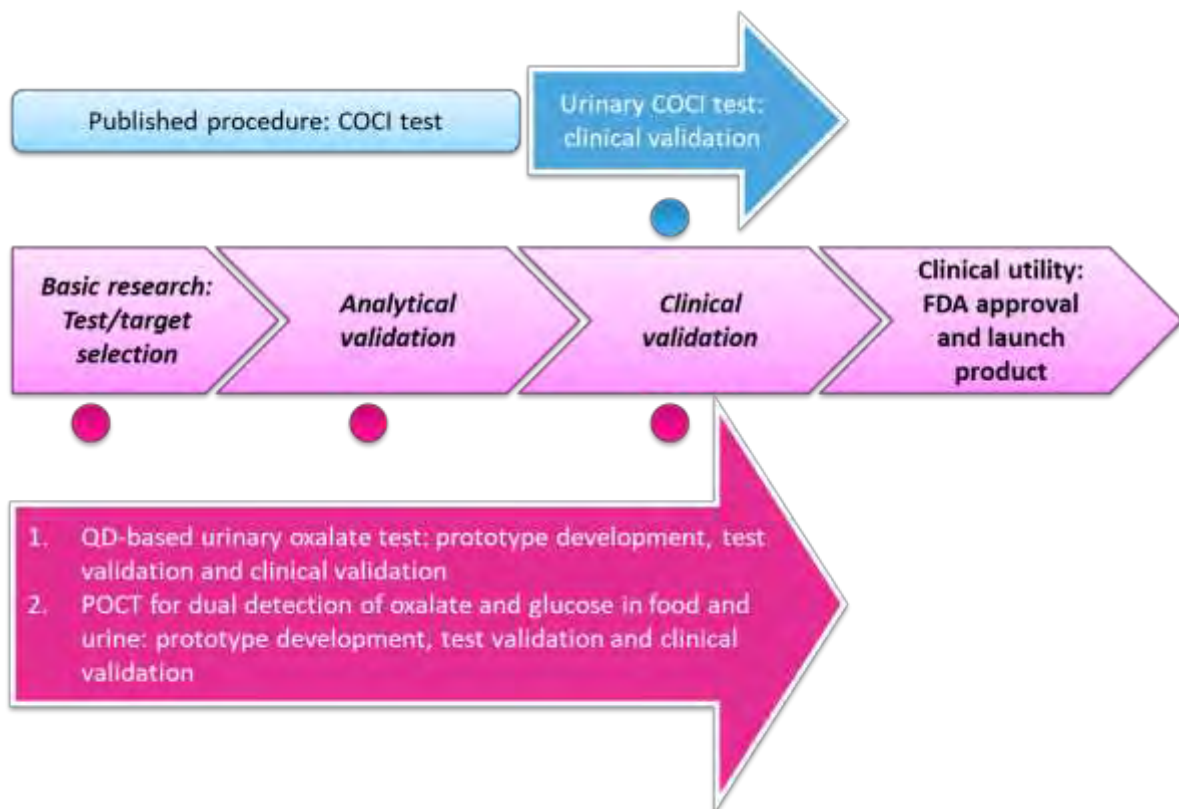 Published procedure: COCI test
Urinary COCI test:
clinical validation
Basic research:
Test/target
selection
Analytical
validation
Clinical
validation
Clinical utility:
FDA approval
and launch
product
1. QD-based urinary oxalate test: prototype development, test
validation and clinical validation
2. POCT for dual detection of oxalate and glucose in food and
urine: prototype development, test validation and clinical
validation